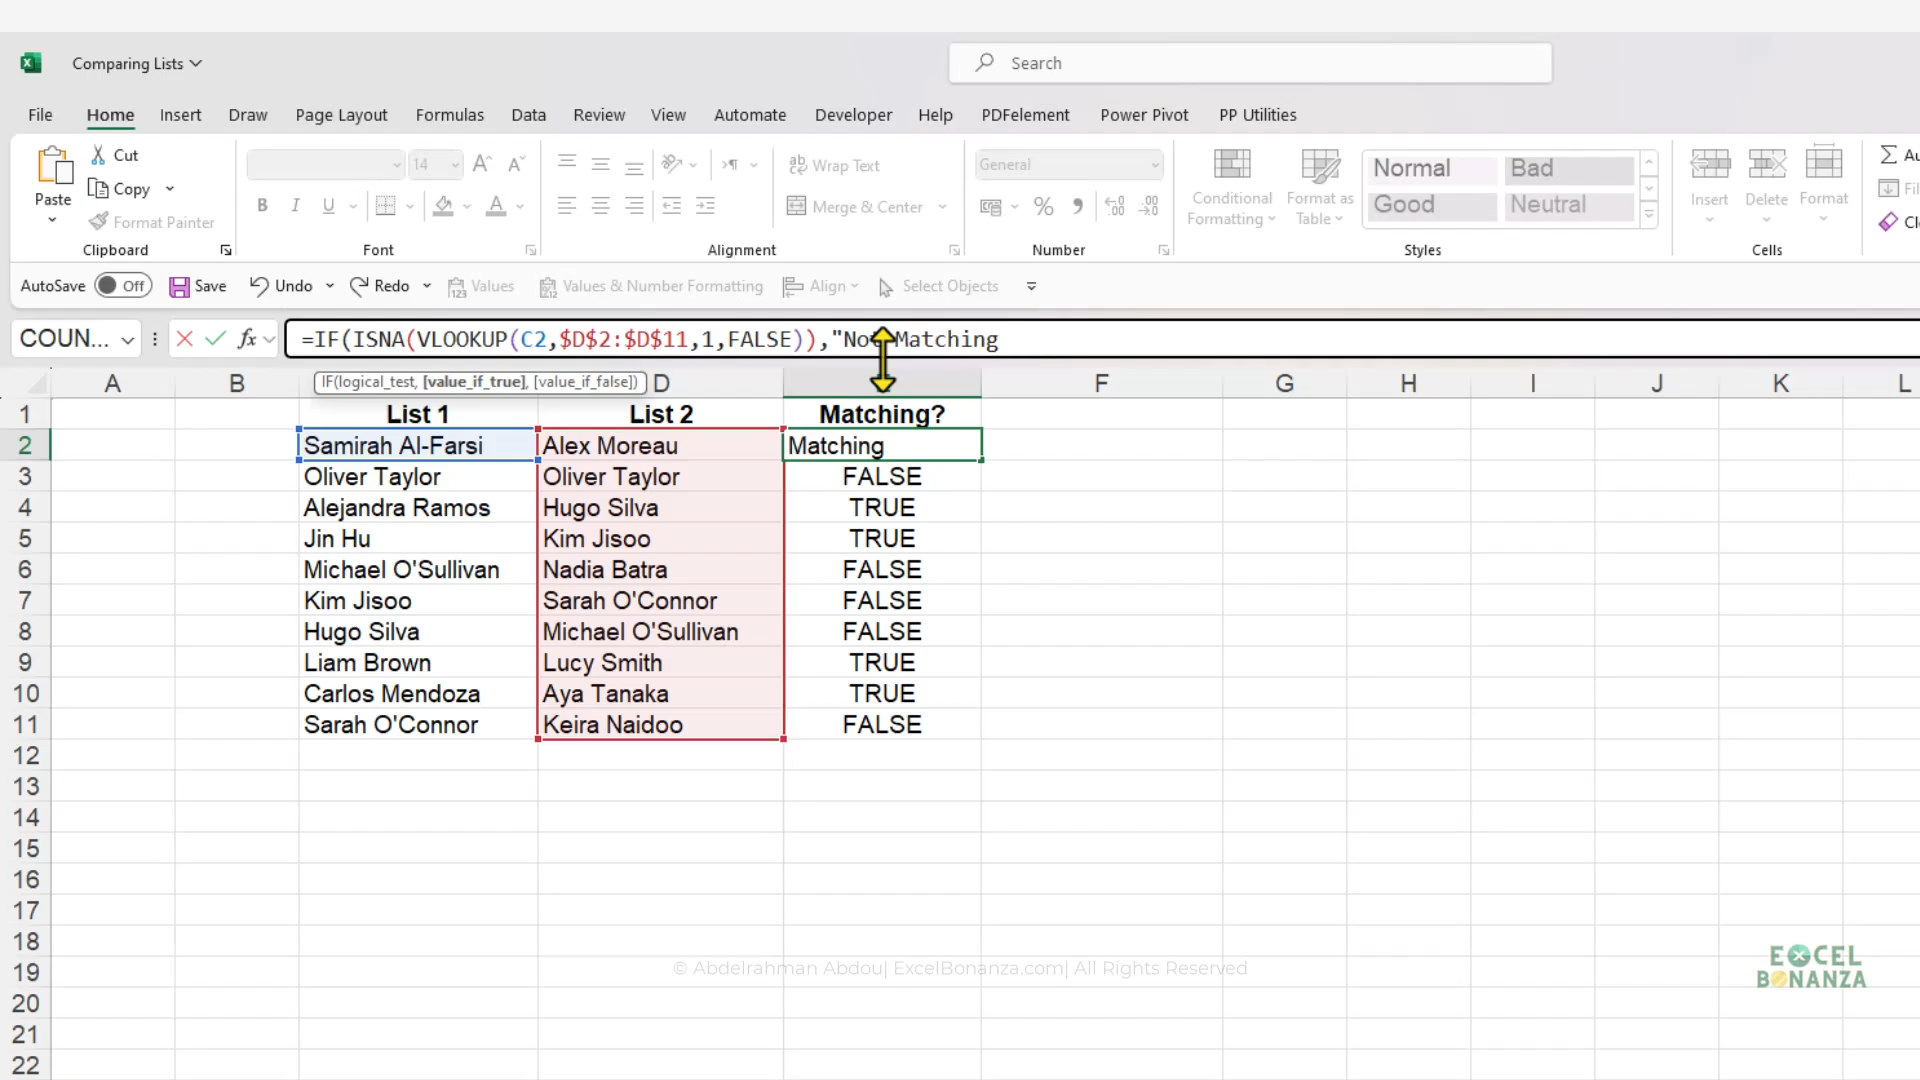 Comparing Lists
Search
File Home Insert Draw Page Layout Formulas Data Review View Automate Developer Help PDFelement Power Pivot PP Utilities
Paste
Cut
Copy
Format Painter
Clipboard
14
B I U A
Font
Wrap Text
Merge & Center
Alignment
General
% .00
Number
Conditional Formatting
Format as Table
Normal Bad
Good Neutral
Styles
Insert Delete Format
Cells
AutoSave Off Save Undo Redo Values Values & Number Formatting Align Select Objects
COUN... fx =IF(ISNA(VLOOKUP(C2,$D$2:$D$11,1,FALSE)),"Not Matching
IF(logical_test, [value_if_true], [value_if_false])
A B D F G H I J K L
1 List 1 List 2 Matching?
2 Samirah Al-Farsi Alex Moreau Matching
3 Oliver Taylor Oliver Taylor FALSE
4 Alejandra Ramos Hugo Silva TRUE
5 Jin Hu Kim Jisoo TRUE
6 Michael O'Sullivan Nadia Batra FALSE
7 Kim Jisoo Sarah O'Connor FALSE
8 Hugo Silva Michael O'Sullivan FALSE
9 Liam Brown Lucy Smith TRUE
10 Carlos Mendoza Aya Tanaka TRUE
11 Sarah O'Connor Keira Naidoo FALSE
12
13
14
15
16
17
18
19
20
21
22
© Abdelrahman Abdou| ExcelBonanza.com| All Rights Reserved
EXCEL
BONANZA